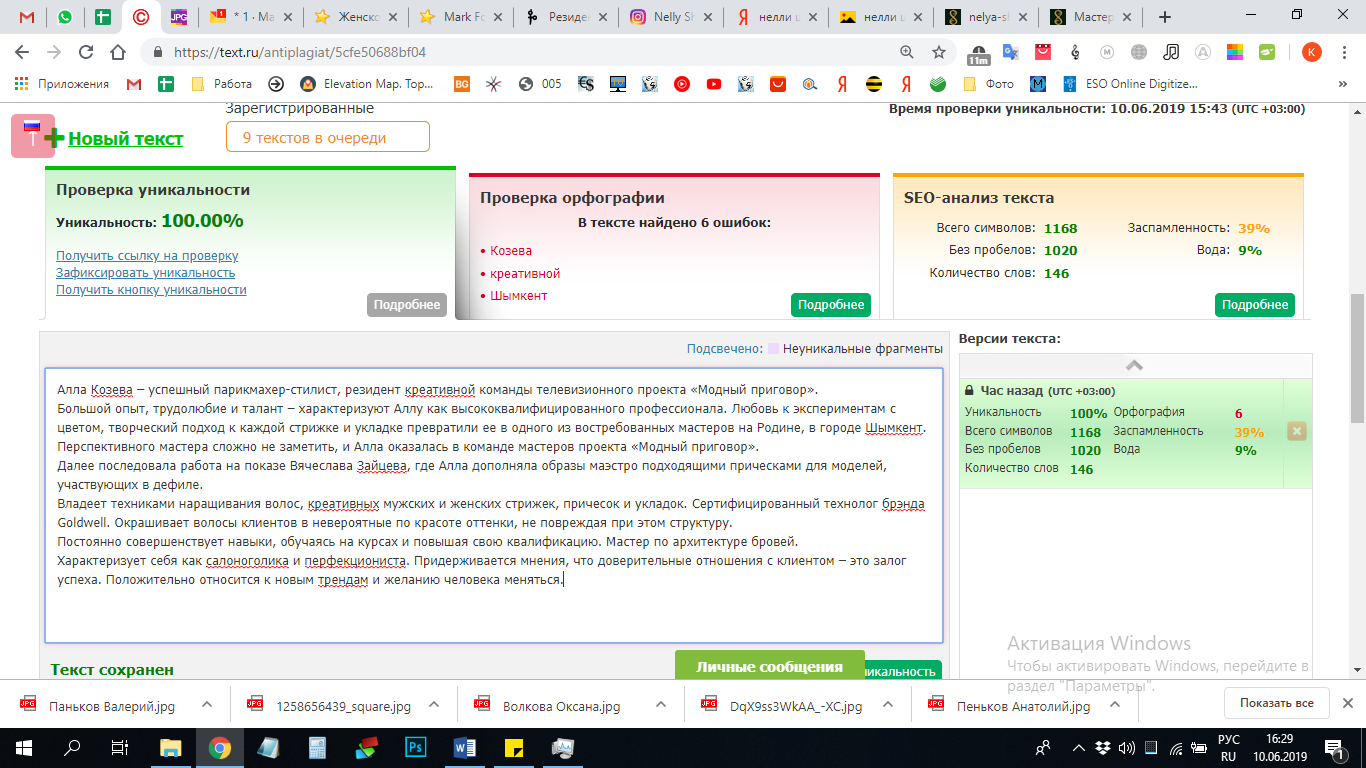 * 1 · Ма
Женско
Mark Fo
Резиден
Nelly Sh
нелли ш
нелли ш
nelya-sh
Мастер
https://text.ru/antiplagiat/5cfe50688bf04
11m
K
Приложения
Работа
Elevation Map. Top...
BG
005
ESO Online Digitize...
Фото
Зарегистрированные
Время проверки уникальности: 10.06.2019 15:43 (UTC +03:00)
Новый текст
9 текстов в очереди
Проверка уникальности
Уникальность: 100.00%
Получить ссылку на проверку
Зафиксировать уникальность
Получить кнопку уникальности
Подробнее
Проверка орфографии
В тексте найдено 6 ошибок:
• Козева
• креативной
• Шымкент
Подробнее
SEO-анализ текста
Всего символов: 1168 Заспамленность: 39%
Без пробелов: 1020 Вода: 9%
Количество слов: 146
Подробнее
Подсвечено: Неуникальные фрагменты
Алла Козева – успешный парикмахер-стилист, резидент креативной команды телевизионного проекта «Модный приговор».
Большой опыт, трудолюбие и талант – характеризуют Аллу как высококвалифицированного профессионала. Любовь к экспериментам с
цветом, творческий подход к каждой стрижке и укладке превратили ее в одного из востребованных мастеров на Родине, в городе Шымкент.
Перспективного мастера сложно не заметить, и Алла оказалась в команде мастеров проекта «Модный приговор».
Далее последовала работа на показе Вячеслава Зайцева, где Алла дополняла образы маэстро подходящими прическами для моделей,
участвующих в дефиле.
Владеет техниками наращивания волос, креативных мужских и женских стрижек, причесок и укладок. Сертифицированный технолог брэнда
Goldwell. Окрашивает волосы клиентов в невероятные по красоте оттенки, не повреждая при этом структуру.
Постоянно совершенствует навыки, обучаясь на курсах и повышая свою квалификацию. Мастер по архитектуре бровей.
Характеризует себя как салоноголика и перфекциониста. Придерживается мнения, что доверительные отношения с клиентом – это залог
успеха. Положительно относится к новым трендам и желанию человека меняться.
Текст сохранен
Личные сообщения
никальность
Версии текста:
Час назад (UTC +03:00)
Уникальность 100% Орфография 6
Всего символов 1168 Заспамленность 39%
Без пробелов 1020 Вода 9%
Количество слов 146
Активация Windows
Чтобы активировать Windows, перейдите в
раздел "Параметры".
Паньков Валерий.jpg
1258656439_square.jpg
Волкова Оксана.jpg
DqX9ss3WkAA_-XC.jpg
Пеньков Анатолий.jpg
Показать все
РУС
RU
16:29
10.06.2019
1